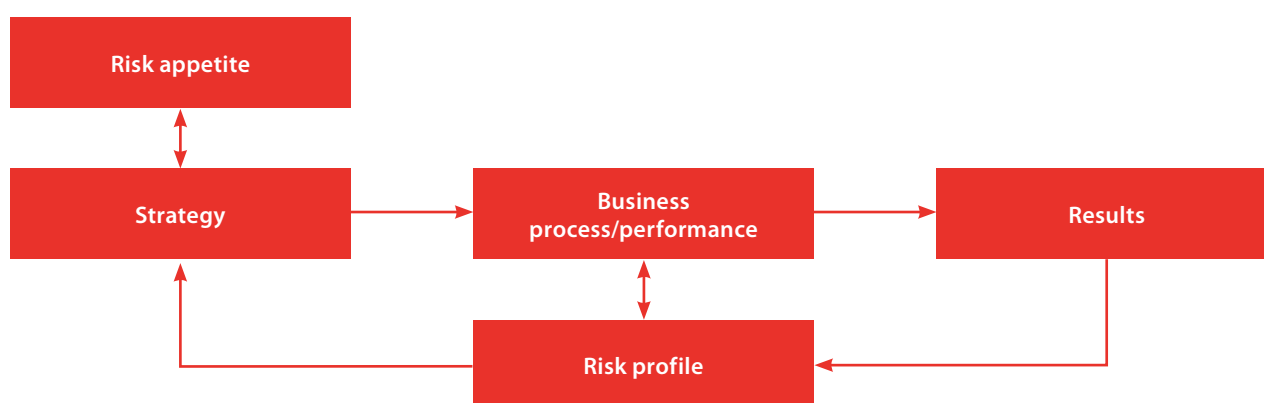 Risk appetite
Strategy
Business
process/performance
Results
Risk profile